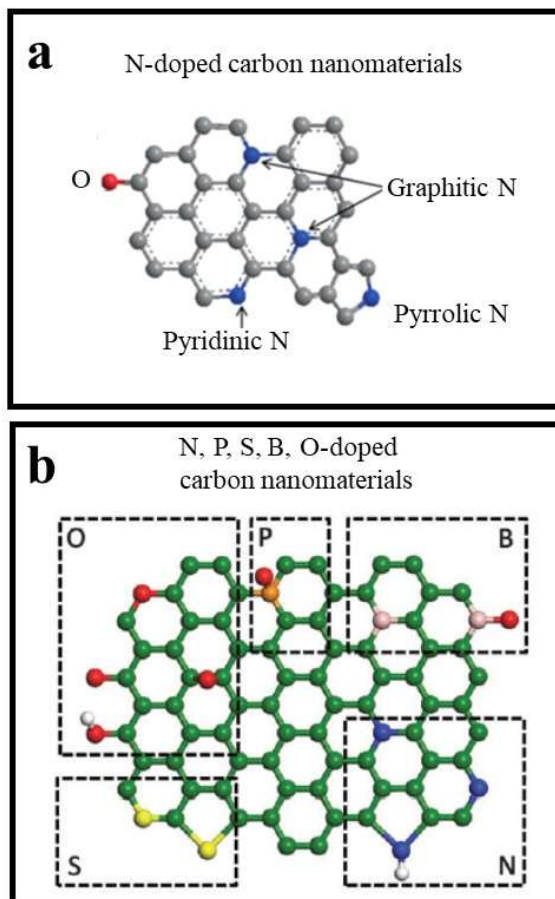 a
N-doped carbon nanomaterials
O
Graphitic N
Pyrrolic N
Pyridinic N
b
N, P, S, B, O-doped
carbon nanomaterials
O
P
B
S
N